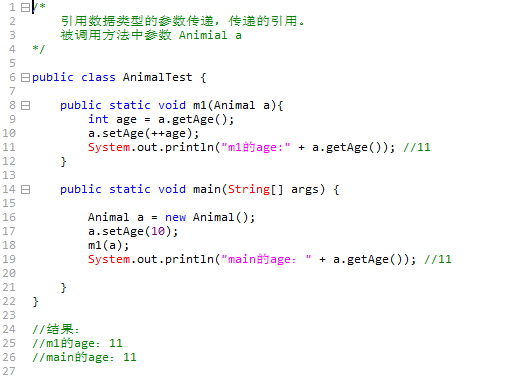 1 /*
2 引用数据类型的参数传递，传递的引用。
3 被调用方法中参数 Animial a
4 */
5
6 public class AnimalTest {
7
8 public static void m1(Animal a){
9 int age = a.getAge();
10 a.setAge(++age);
11 System.out.println("m1的age:" + a.getAge()); //11
12 }
13
14 public static void main(String[] args) {
15
16 Animal a = new Animal();
17 a.setAge(10);
18 m1(a);
19 System.out.println("main的age：" + a.getAge()); //11
20
21 }
22 }
23
24 //结果：
25 //m1的age：11
26 //main的age：11
27